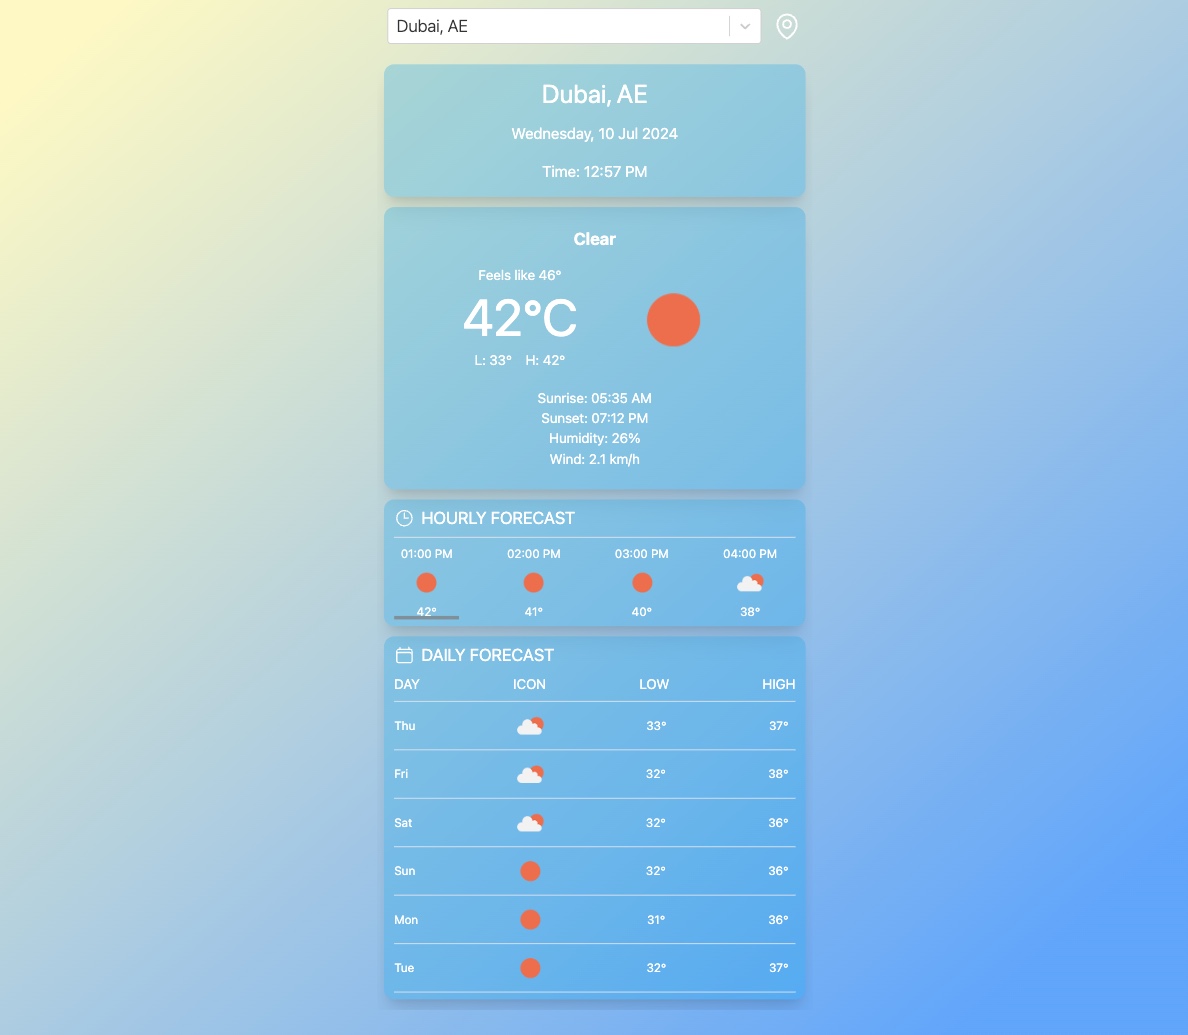 Dubai, AE
Dubai, AE
Wednesday, 10 Jul 2024
Time: 12:57 PM
Clear
Feels like 46°
42°C
L: 33° H: 42°
Sunrise: 05:35 AM
Sunset: 07:12 PM
Humidity: 26%
Wind: 2.1 km/h
HOURLY FORECAST
01:00 PM 02:00 PM 03:00 PM 04:00 PM
42° 41° 40° 38°
DAILY FORECAST
DAY ICON LOW HIGH
Thu 33° 37°
Fri 32° 38°
Sat 32° 36°
Sun 32° 36°
Mon 31° 36°
Tue 32° 37°